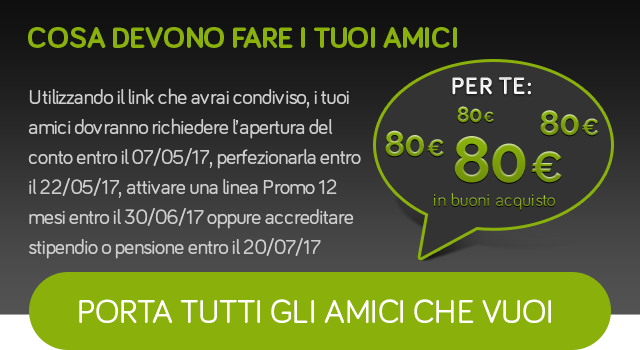 COSA DEVONO FARE I TUOI AMICI
Utilizzando il link che avrai condiviso, i tuoi
amici dovranno richiedere l'apertura del
conto entro il 07/05/17, perfezionarla entro
il 22/05/17, attivare una linea Promo 12
mesi entro il 30/06/17 oppure accreditare
stipendio o pensione entro il 20/07/17
PER TE:
80€
80€
80€
80€
in buoni acquisto
PORTA TUTTI GLI AMICI CHE VUOI